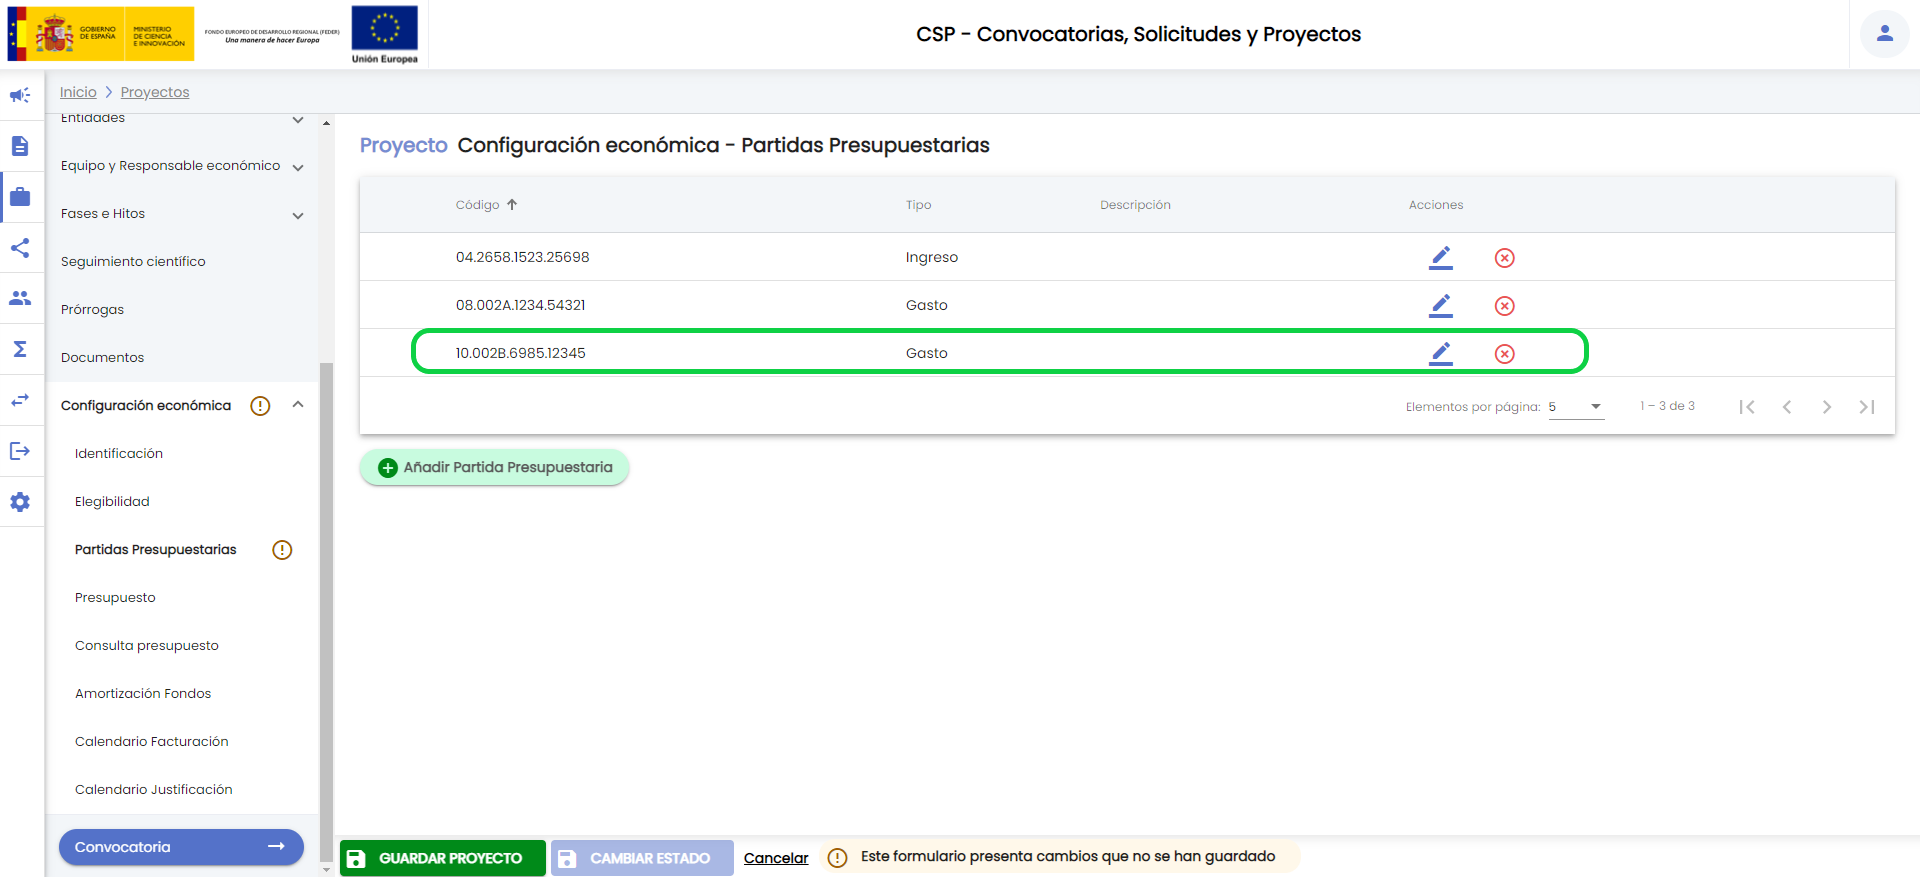 GOBIERNO
DE ESPAÑA
MINISTERIO
DE CIENCIA
E INNOVACIÓN
FONDO EUROPEO DE DESARROLLO REGIONAL (FEDER)
Una manera de hacer Europa
Unión Europea
CSP - Convocatorias, Solicitudes y Proyectos
Inicio > Proyectos
Entidades
Equipo y Responsable económico
Fases e Hitos
Seguimiento científico
Prórrogas
Documentos
Configuración económica
Identificación
Elegibilidad
Partidas Presupuestarias
Presupuesto
Consulta presupuesto
Amortización Fondos
Calendario Facturación
Calendario Justificación
Convocatoria
Proyecto Configuración económica - Partidas Presupuestarias
Código Tipo Descripción Acciones
04.2658.1523.25698 Ingreso
08.002A.1234.54321 Gasto
10.002B.6985.12345 Gasto
Elementos por página: 5 1 – 3 de 3
Añadir Partida Presupuestaria
GUARDAR PROYECTO CAMBIAR ESTADO Cancelar Este formulario presenta cambios que no se han guardado